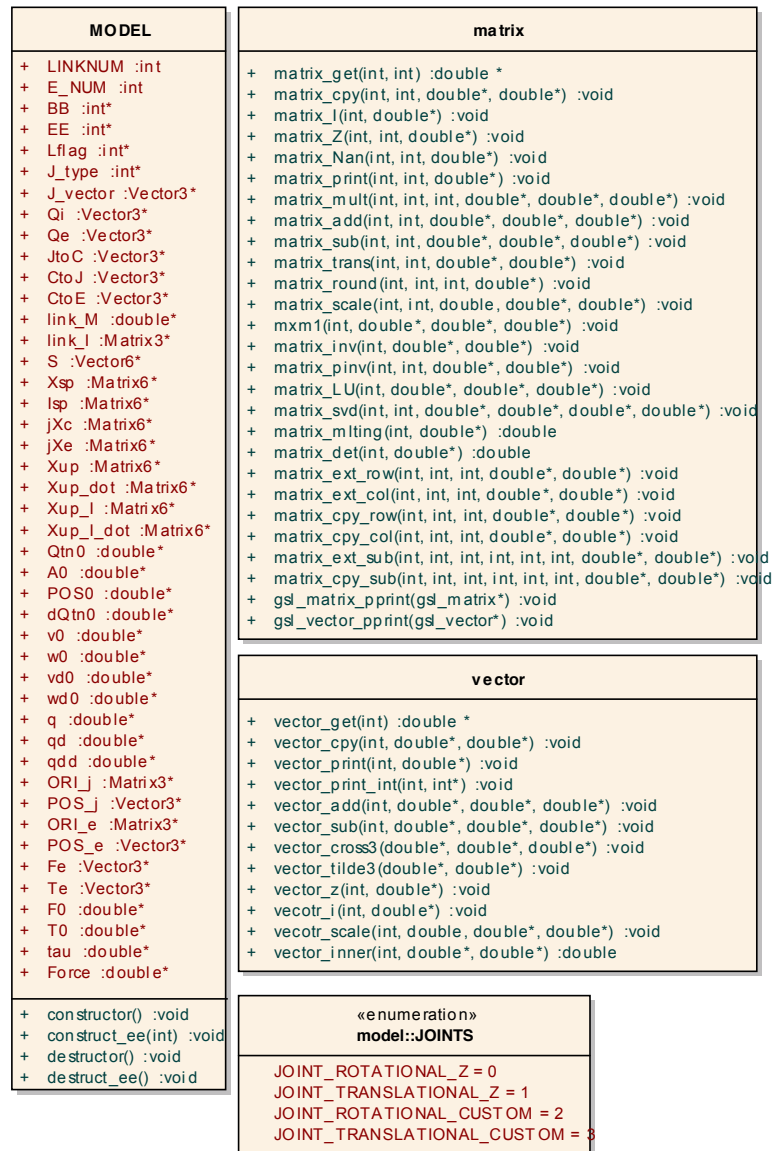 MODEL
+ LINKNUM :int
+ E_NUM :int
+ BB :int*
+ EE :int*
+ Lflag :int*
+ J_type :int*
+ J_vector :Vector3*
+ Qi :Vector3*
+ Qe :Vector3*
+ JtoC :Vector3*
+ CtoJ :Vector3*
+ CtoE :Vector3*
+ link_M :double*
+ link_I :Matrix3*
+ S :Vector6*
+ Xsp :Matrix6*
+ Isp :Matrix6*
+ jXc :Matrix6*
+ jXe :Matrix6*
+ Xup :Matrix6*
+ Xup_dot :Matrix6*
+ Xup_I :Matrix6*
+ Xup_I_dot :Matrix6*
+ Qtn0 :double*
+ A0 :double*
+ POS0 :double*
+ dQtn0 :double*
+ v0 :double*
+ w0 :double*
+ vd0 :double*
+ wd0 :double*
+ q :double*
+ qd :double*
+ qdd :double*
+ ORI_j :Matrix3*
+ POS_j :Vector3*
+ ORI_e :Matrix3*
+ POS_e :Vector3*
+ Fe :Vector3*
+ Te :Vector3*
+ F0 :double*
+ T0 :double*
+ tau :double*
+ Force :double*
+ constructor() :void
+ construct_ee(int) :void
+ destructor() :void
+ destruct_ee() :void
matrix
+ matrix_get(int, int) :double *
+ matrix_cpy(int, int, double*, double*) :void
+ matrix_I(int, double*) :void
+ matrix_Z(int, int, double*) :void
+ matrix_Nan(int, int, double*) :void
+ matrix_print(int, int, double*) :void
+ matrix_mult(int, int, int, double*, double*, double*) :void
+ matrix_add(int, int, double*, double*, double*) :void
+ matrix_sub(int, int, double*, double*, double*) :void
+ matrix_trans(int, int, double*, double*) :void
+ matrix_round(int, int, int, double*, double*) :void
+ matrix_scale(int, int, double, double*, double*) :void
+ mxm1(int, double*, double*, double*) :void
+ matrix_inv(int, double*, double*) :void
+ matrix_pinv(int, int, double*, double*) :void
+ matrix_LU(int, double*, double*, double*) :void
+ matrix_svd(int, int, double*, double*, double*, double*) :void
+ matrix_mlting(int, double*) :double
+ matrix_det(int, double*) :double
+ matrix_ext_row(int, int, int, double*, double*) :void
+ matrix_ext_col(int, int, int, double*, double*) :void
+ matrix_cpy_row(int, int, int, double*, double*) :void
+ matrix_cpy_col(int, int, int, double*, double*) :void
+ matrix_ext_sub(int, int, int, int, int, int, double*, double*) :void
+ matrix_cpy_sub(int, int, int, int, int, int, double*, double*) :void
+ gsl_matrix_pprint(gsl_matrix*) :void
+ gsl_vector_pprint(gsl_vector*) :void
vector
+ vector_get(int) :double *
+ vector_cpy(int, double*, double*) :void
+ vector_print(int, double*) :void
+ vector_print_int(int, int*) :void
+ vector_add(int, double*, double*, double*) :void
+ vector_sub(int, double*, double*, double*) :void
+ vector_cross3(double*, double*, double*) :void
+ vector_tilde3(double*, double*) :void
+ vector_z(int, double*) :void
+ vecotr_i(int, double*) :void
+ vecotr_scale(int, double, double*, double*) :void
+ vector_inner(int, double*, double*) :double
«enumeration»
model::JOINTS
JOINT_ROTATIONAL_Z = 0
JOINT_TRANSLATIONAL_Z = 1
JOINT_ROTATIONAL_CUSTOM = 2
JOINT_TRANSLATIONAL_CUSTOM = 3